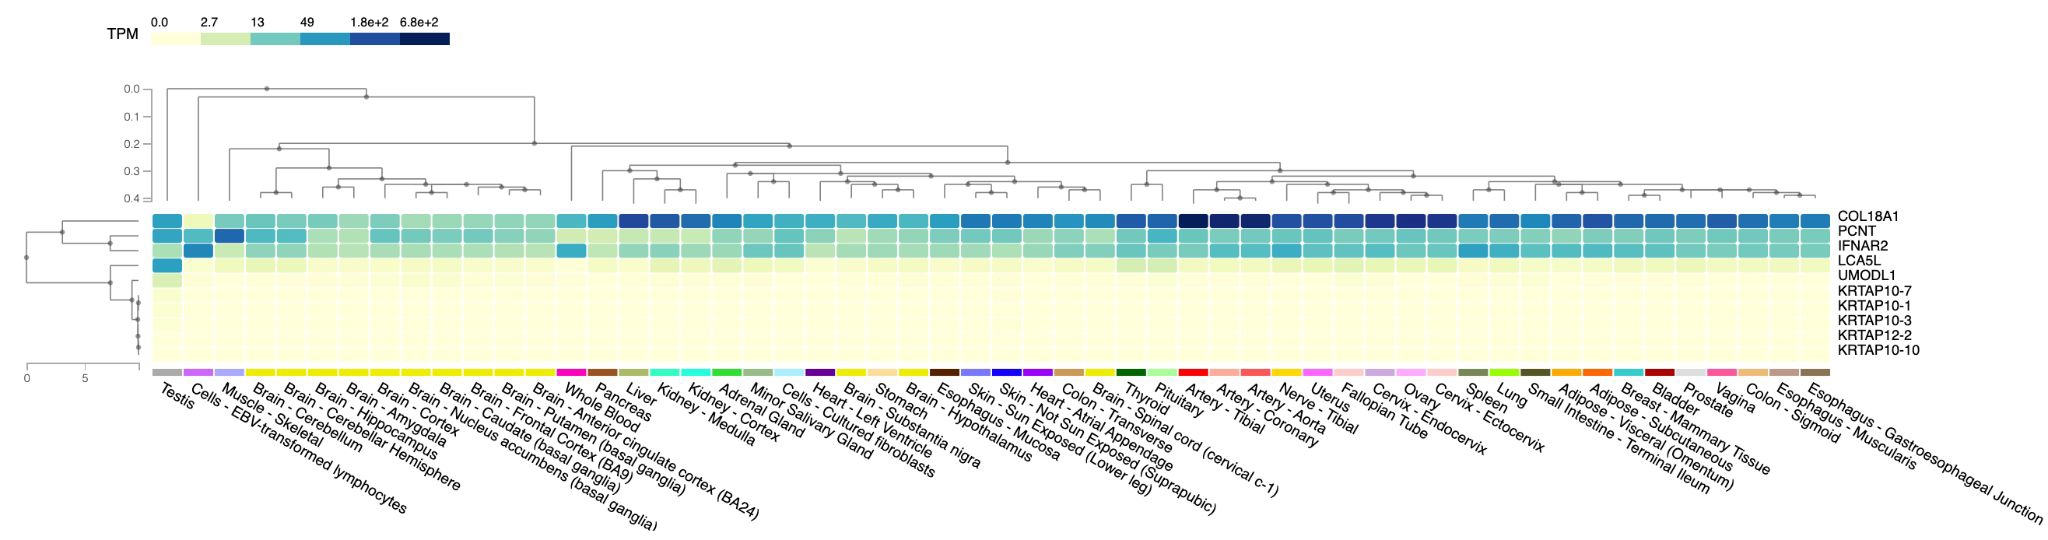 TPM
0.0 2.7 13 49 1.8e+2 6.8e+2
0.0
0.1
0.2
0.3
0.4
COL18A1
PCNT
IFNAR2
LCA5L
UMODL1
KRTAP10-7
KRTAP10-1
KRTAP10-3
KRTAP12-2
KRTAP10-10
0 5
Testis
Cells - EBV-transformed lymphocytes
Muscle - Skeletal
Brain - Cerebellum
Brain - Cerebellar Hemisphere
Brain - Hippocampus
Brain - Amygdala
Brain - Cortex
Brain - Nucleus accumbens (basal ganglia)
Brain - Caudate (basal ganglia)
Brain - Frontal Cortex (BA9)
Brain - Putamen (basal ganglia)
Brain - Anterior cingulate cortex (BA24)
Whole Blood
Pancreas
Liver
Kidney - Medulla
Kidney - Cortex
Adrenal Gland
Minor Salivary Gland
Cells - Cultured fibroblasts
Heart - Left Ventricle
Brain - Substantia nigra
Stomach
Brain - Hypothalamus
Esophagus - Mucosa
Skin - Sun Exposed (Lower leg)
Skin - Not Sun Exposed (Suprapubic)
Heart - Atrial Appendage
Colon - Transverse
Brain - Spinal cord (cervical c-1)
Thyroid
Pituitary
Artery - Tibial
Artery - Coronary
Artery - Aorta
Nerve - Tibial
Uterus
Fallopian Tube
Cervix - Endocervix
Ovary
Cervix - Ectocervix
Spleen
Lung
Small Intestine - Terminal Ileum
Adipose - Visceral (Omentum)
Adipose - Subcutaneous
Breast - Mammary Tissue
Bladder
Prostate
Vagina
Colon - Sigmoid
Esophagus - Muscularis
Esophagus - Gastroesophageal Junction